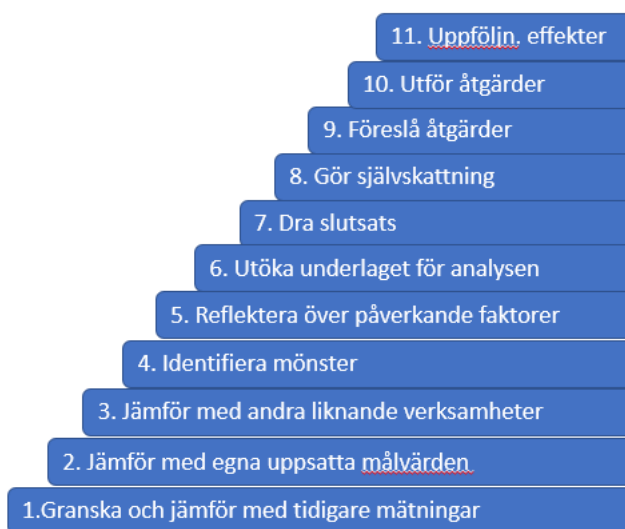 11. Uppföljn. effekter
10. Utför åtgärder
9. Föreslå åtgärder
8. Gör självskattning
7. Dra slutsats
6. Utöka underlaget för analysen
5. Reflektera över påverkande faktorer
4. Identifiera mönster
3. Jämför med andra liknande verksamheter
2. Jämför med egna uppsatta målvärden
1.Granska och jämför med tidigare mätningar